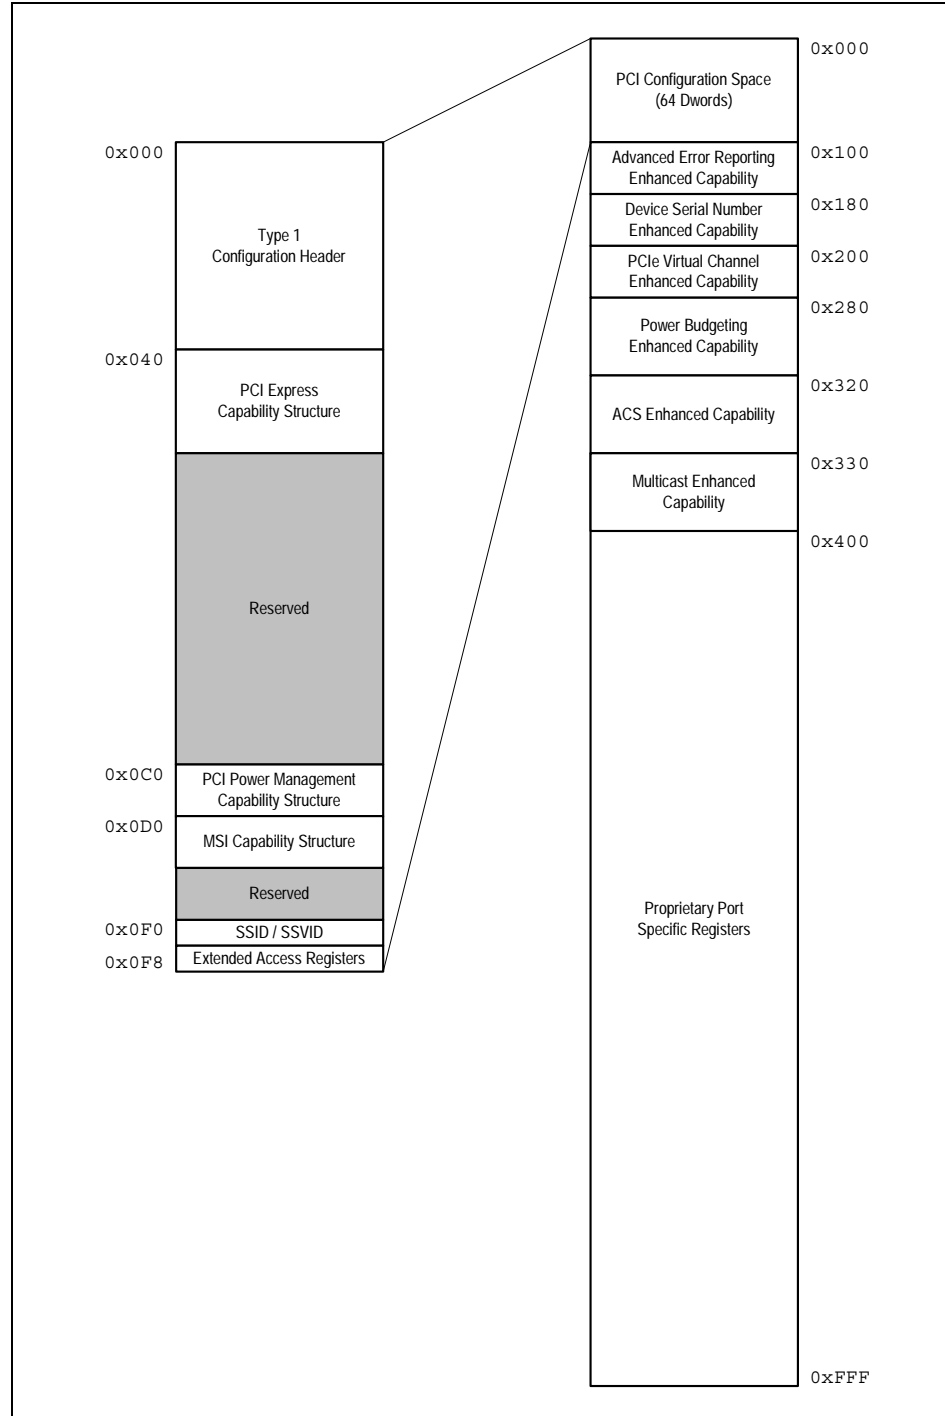 0x000
Type 1
Configuration Header
0x040
PCI Express
Capability Structure
Reserved
0x0C0
PCI Power Management
Capability Structure
0x0D0
MSI Capability Structure
Reserved
0x0F0
SSID / SSVID
0x0F8
Extended Access Registers
0x000
PCI Configuration Space
(64 Dwords)
0x100
Advanced Error Reporting
Enhanced Capability
0x180
Device Serial Number
Enhanced Capability
0x200
PCIe Virtual Channel
Enhanced Capability
0x280
Power Budgeting
Enhanced Capability
0x320
ACS Enhanced Capability
0x330
Multicast Enhanced
Capability
0x400
Proprietary Port
Specific Registers
0xFFF